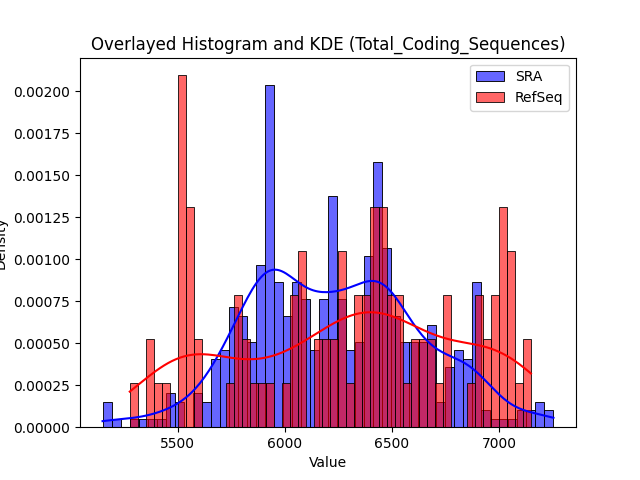 Overlayed Histogram and KDE (Total_Coding_Sequences)
SRA
RefSeq
0.00200
0.00175
0.00150
0.00125
0.00100
0.00075
0.00050
0.00025
0.00000
Density
5500 6000 6500 7000
Value